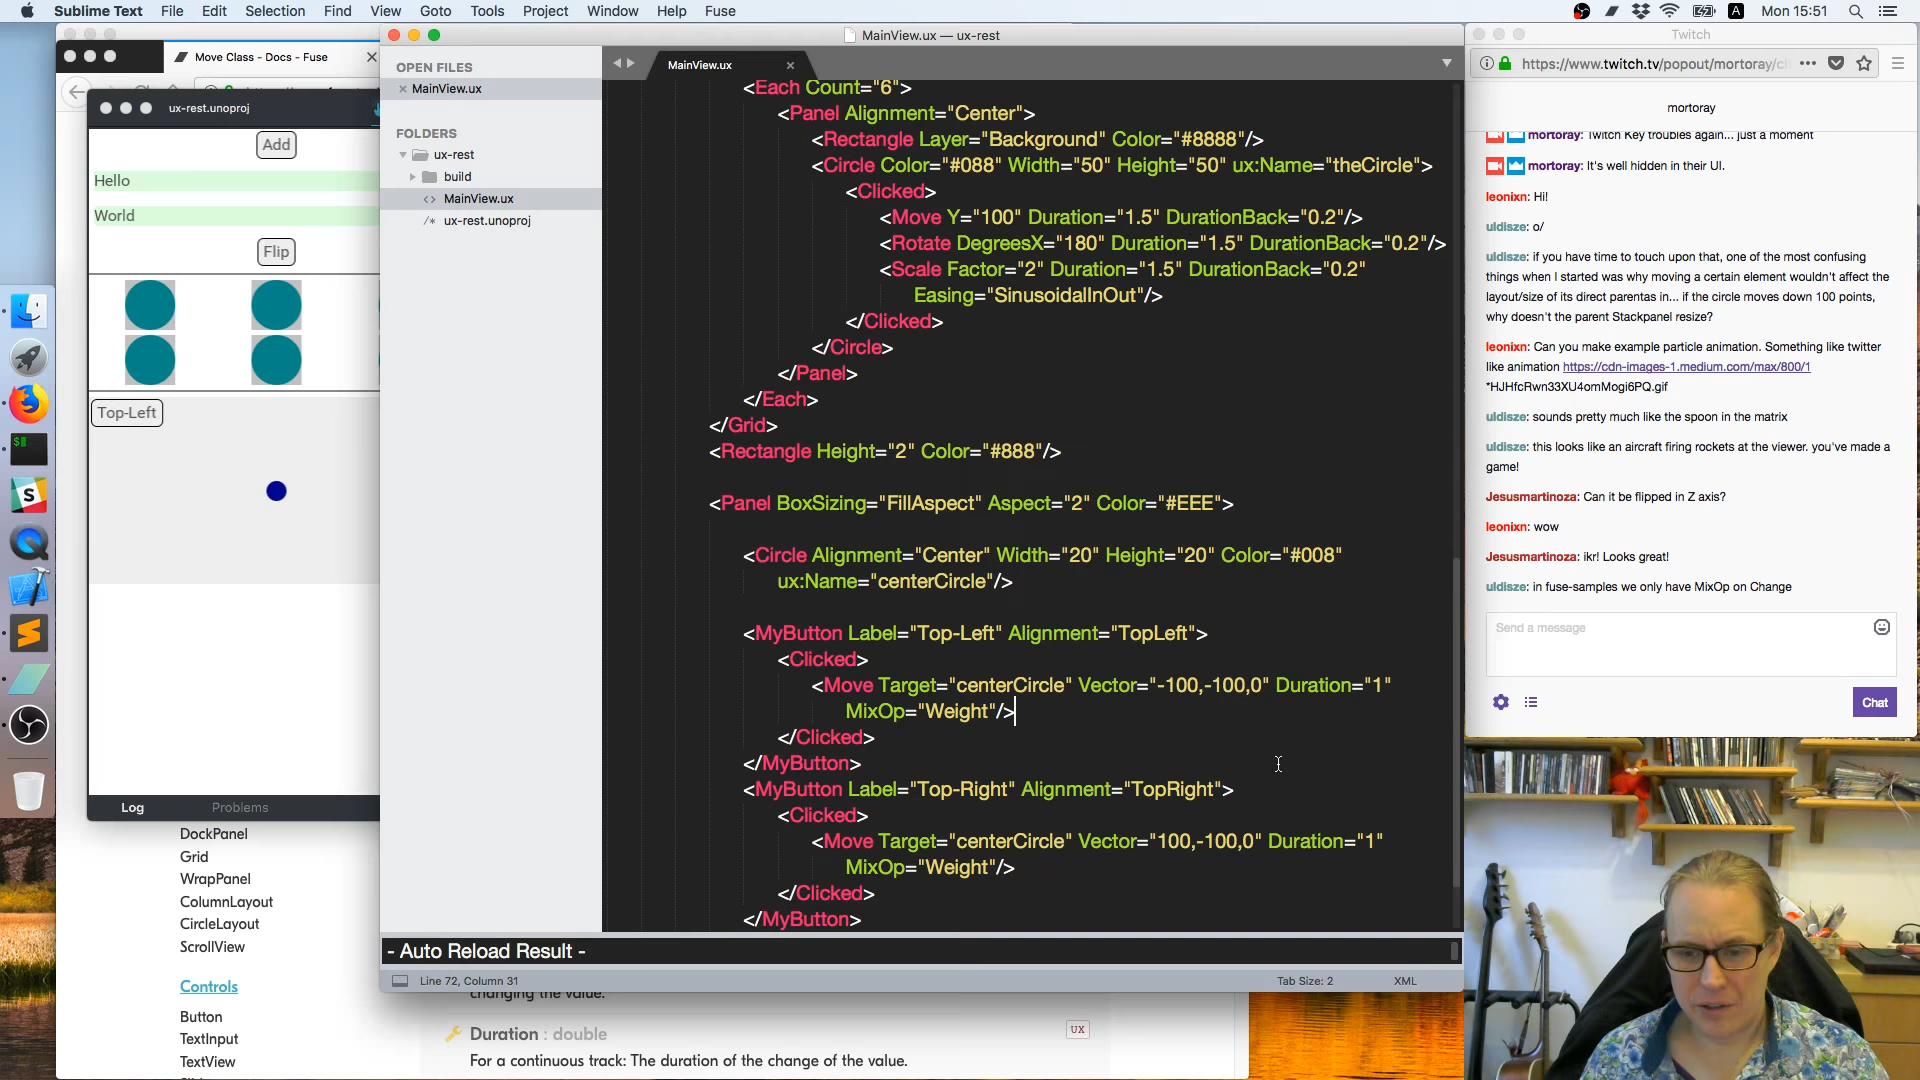 Sublime Text File Edit Selection Find View Goto Tools Project Window Help Fuse
A Mon 15:51
MainView.ux — ux-rest
Twitch
Move Class - Docs - Fuse
https://www.twitch.tv/popout/mortoray/
ux-rest.unoproj
Add
Hello
World
Flip
Top-Left
Log Problems
DockPanel
Grid
WrapPanel
ColumnLayout
CircleLayout
ScrollView
Controls
Button
TextInput
TextView
OPEN FILES
MainView.ux
FOLDERS
ux-rest
build
MainView.ux
ux-rest.unoproj
MainView.ux
<Each Count="6">
<Panel Alignment="Center">
<Rectangle Layer="Background" Color="#8888"/>
<Circle Color="#088" Width="50" Height="50" ux:Name="theCircle">
<Clicked>
<Move Y="100" Duration="1.5" DurationBack="0.2"/>
<Rotate DegreesX="180" Duration="1.5" DurationBack="0.2"/>
<Scale Factor="2" Duration="1.5" DurationBack="0.2"
Easing="SinusoidalInOut"/>
</Clicked>
</Circle>
</Panel>
</Each>
</Grid>
<Rectangle Height="2" Color="#888"/>
<Panel BoxSizing="FillAspect" Aspect="2" Color="#EEE">
<Circle Alignment="Center" Width="20" Height="20" Color="#008"
ux:Name="centerCircle"/>
<MyButton Label="Top-Left" Alignment="TopLeft">
<Clicked>
<Move Target="centerCircle" Vector="-100,-100,0" Duration="1"
MixOp="Weight"/>
</Clicked>
</MyButton>
<MyButton Label="Top-Right" Alignment="TopRight">
<Clicked>
<Move Target="centerCircle" Vector="100,-100,0" Duration="1"
MixOp="Weight"/>
</Clicked>
</MyButton>
- Auto Reload Result -
Line 72, Column 31
Tab Size: 2
XML
changing the value.
Duration : double
UX
For a continuous track: The duration of the change of the value.
mortoray
mortoray: Twitch Key troubles again... just a moment
mortoray: It's well hidden in their UI.
leonixn: Hi!
uldisze: o/
uldisze: if you have time to touch upon that, one of the most confusing
things when I started was why moving a certain element wouldn't affect the
layout/size of its direct parentas in... if the circle moves down 100 points,
why doesn't the parent Stackpanel resize?
leonixn: Can you make example particle animation. Something like twitter
like animation https://cdn-images-1.medium.com/max/800/1
*HJHfcRwn33XU4omMogi6PQ.gif
uldisze: sounds pretty much like the spoon in the matrix
uldisze: this looks like an aircraft firing rockets at the viewer. you've made a
game!
Jesusmartinoza: Can it be flipped in Z axis?
leonixn: wow
Jesusmartinoza: ikr! Looks great!
uldisze: in fuse-samples we only have MixOp on Change
Send a message
Chat